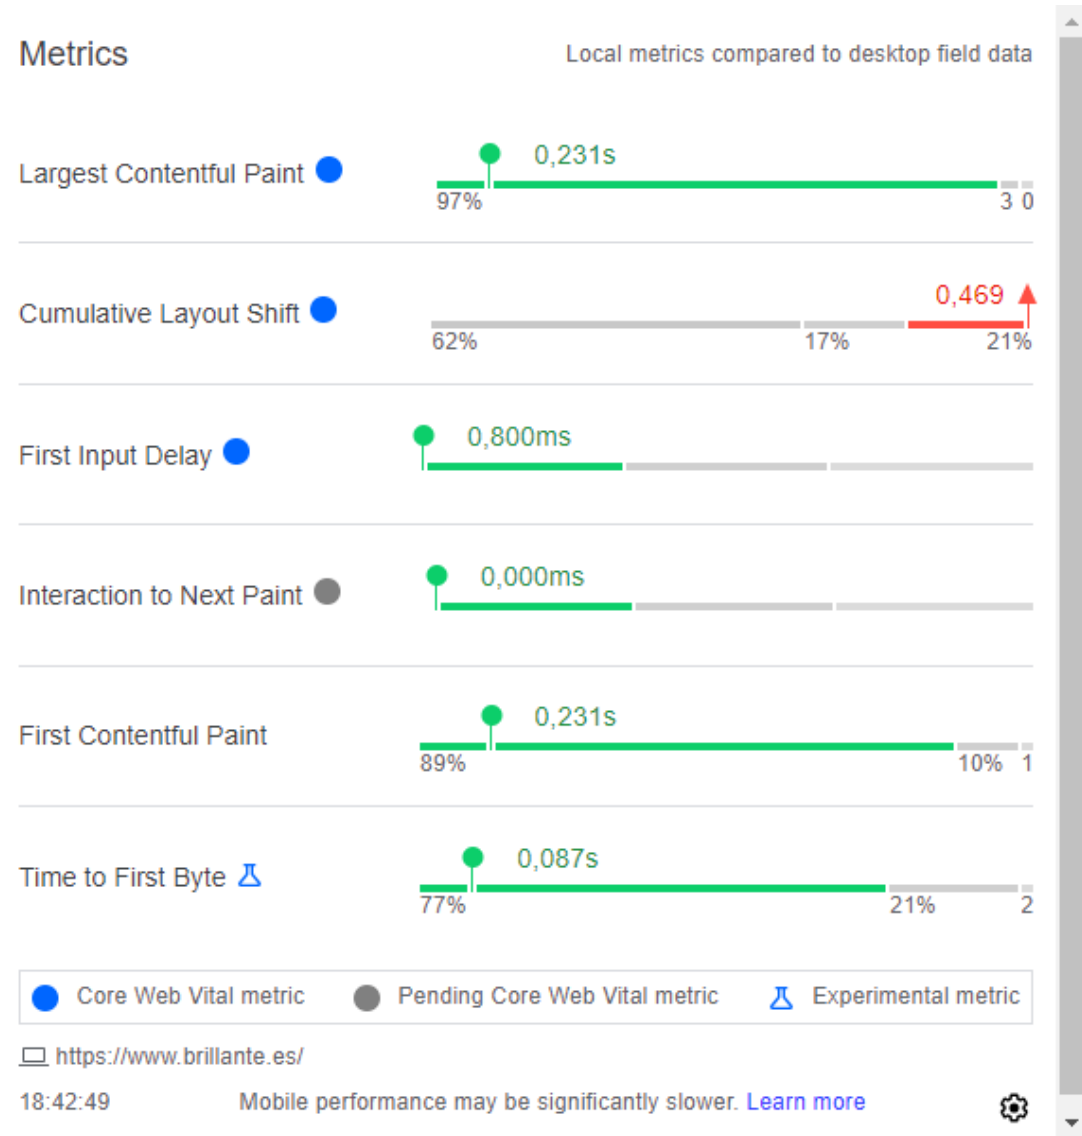 Metrics
Local metrics compared to desktop field data
Largest Contentful Paint
0,231s
97%
3 0
Cumulative Layout Shift
0,469
62%
17%
21%
First Input Delay
0,800ms
Interaction to Next Paint
0,000ms
First Contentful Paint
0,231s
89%
10%
1
Time to First Byte
0,087s
77%
21%
2
Core Web Vital metric
Pending Core Web Vital metric
Experimental metric
https://www.brillante.es/
18:42:49
Mobile performance may be significantly slower. Learn more